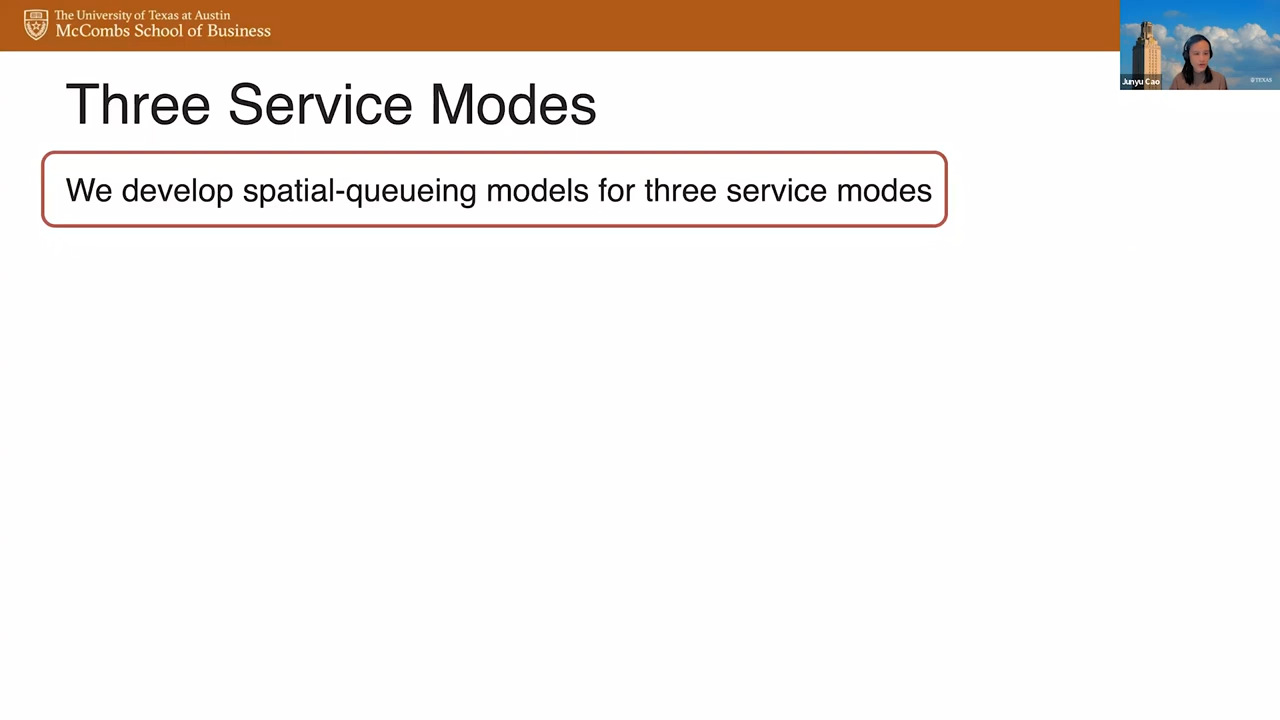 The University of Texas at Austin
McCombs School of Business
Junyu Cao
TEXAS
Three Service Modes
We develop spatial-queueing models for three service modes